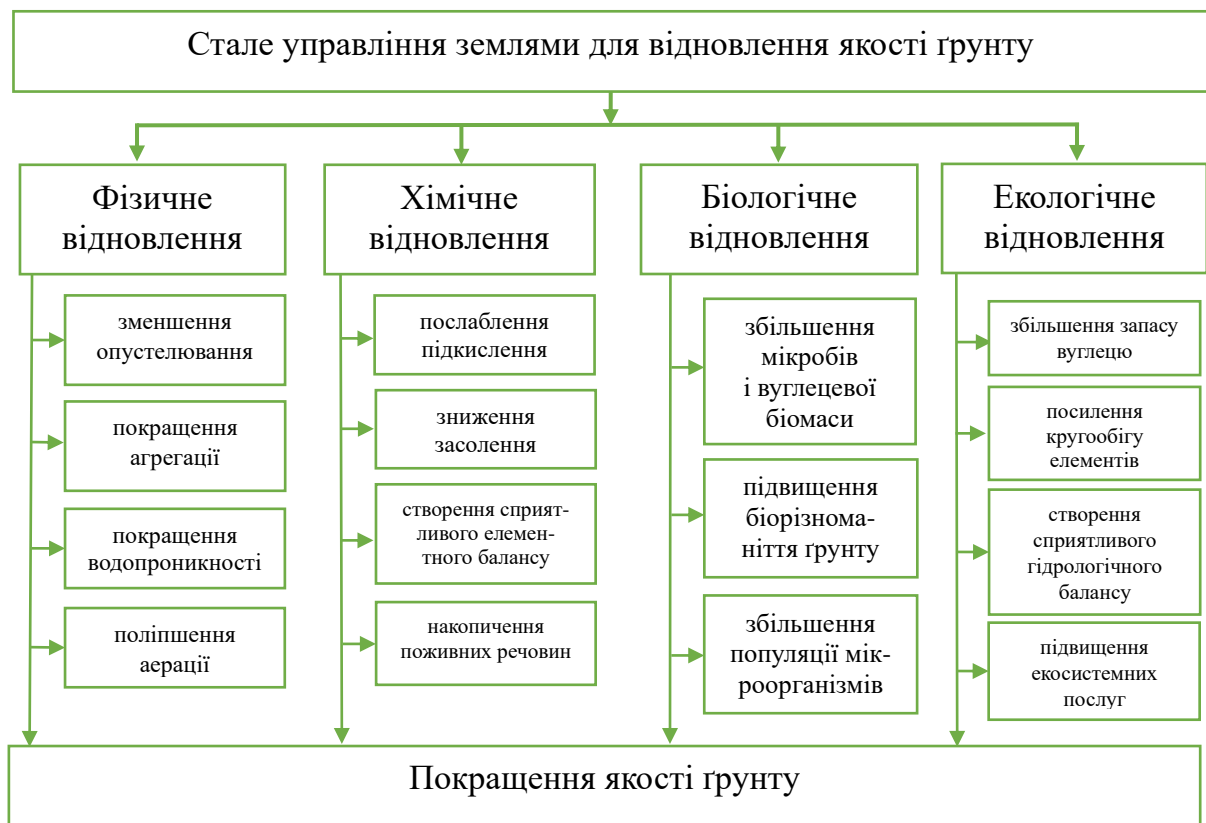 Стале управління землями для відновлення якості ґрунту
Фізичне
відновлення
зменшення
опустелювання
покращення
агрегації
покращення
водопроникності
поліпшення
аерації
Хімічне
відновлення
послаблення
підкислення
зниження
засолення
створення сприят-
ливого елемен-
тного балансу
накопичення
поживних речовин
Біологічне
відновлення
збільшення
мікробів
і вуглецевої
біомаси
підвищення
біорізнома-
ніття ґрунту
збільшення
популяції мік-
роорганізмів
Екологічне
відновлення
збільшення запасу
вуглецю
посилення
кругообігу
елементів
створення
сприятливого
гідрологічного
балансу
підвищення
екосистемних
послуг
Покращення якості ґрунту